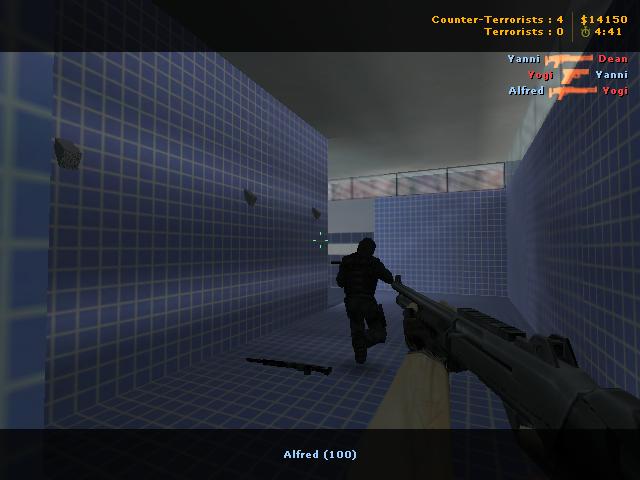 Counter-Terrorists : 4 $14150
Terrorists : 0 4:41
Yanni Dean
Yogi Yanni
Alfred Yogi
Alfred (100)